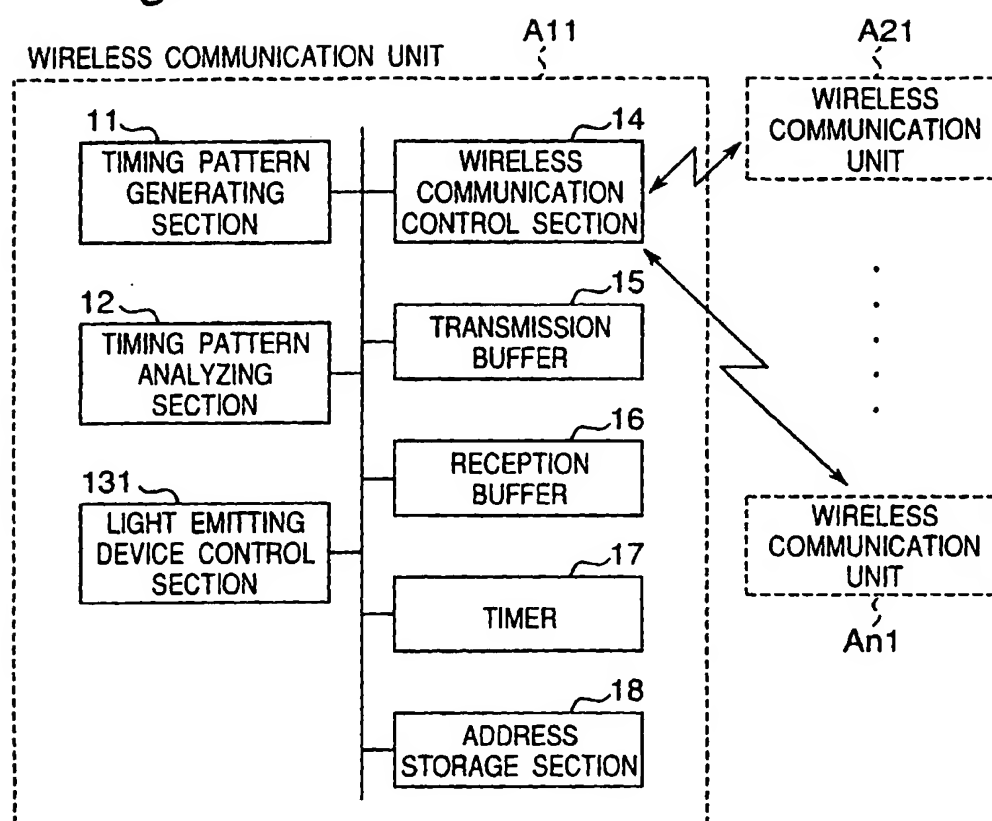 A11
A21
WIRELESS COMMUNICATION UNIT
11
TIMING PATTERN
GENERATING
SECTION
14
WIRELESS
COMMUNICATION
CONTROL SECTION
WIRELESS
COMMUNICATION
UNIT
12
TIMING PATTERN
ANALYZING
SECTION
15
TRANSMISSION
BUFFER
16
RECEPTION
BUFFER
131
LIGHT EMITTING
DEVICE CONTROL
SECTION
17
TIMER
WIRELESS
COMMUNICATION
UNIT
An1
18
ADDRESS
STORAGE SECTION